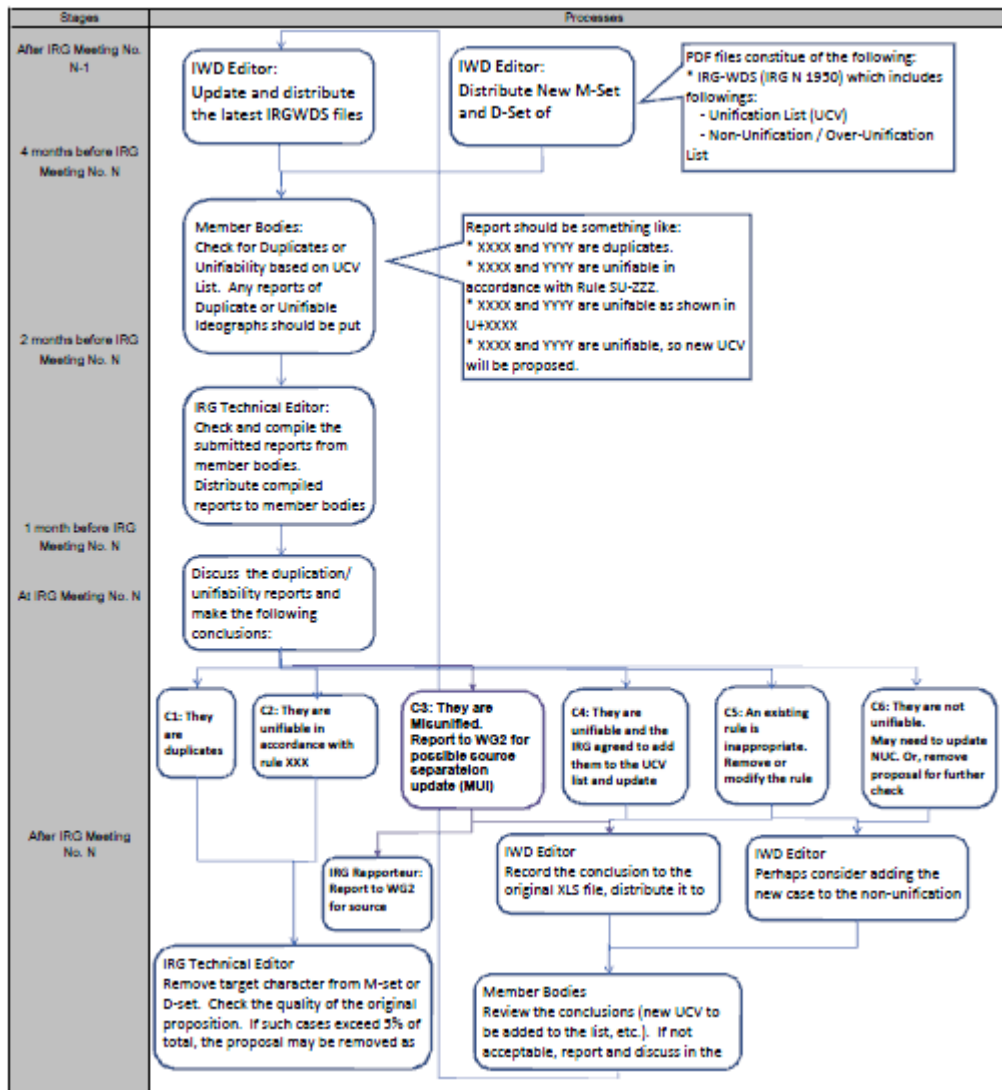 Stages
Processes
After IRG Meeting No.
N-1
IWD Editor:
Update and distribute
the latest IRGWDS files
IWD Editor:
Distribute New M-Set
and D-Set of
PDF files constitue of the following:
* IRG-WDS (IRG N 1950) which includes
followings:
- Unification List (UCV)
- Non-Unification / Over-Unification
List
4 months before IRG
Meeting No. N
Member Bodies:
Check for Duplicates or
Unifiability based on UCV
List. Any reports of
Duplicate or Unifiable
Ideographs should be put
Report should be something like:
* XXXX and YYYY are duplicates.
* XXXX and YYYY are unifiable in
accordance with Rule SU-ZZZ.
* XXXX and YYYY are unifable as shown in
U+XXXX
* XXXX and YYYY are unifiable, so new UCV
will be proposed.
2 months before IRG
Meeting No. N
IRG Technical Editor:
Check and compile the
submitted reports from
member bodies.
Distribute compiled
reports to member bodies
1 month before IRG
Meeting No. N
At IRG Meeting No. N
Discuss the duplication/
unifiability reports and
make the following
conclusions:
C1: They
are
duplicates
C2: They are
unifiable in
accordance with
rule XXX
C3: They are
Misunified.
Report to WG2 for
possible source
separateion
update (MUI)
C4: They are
unifiable and the
IRG agreed to add
them to the UCV
list and update
C5: An existing
rule is
inappropriate.
Remove or
modify the rule
C6: They are not
unifiable.
May need to update
NUC. Or, remove
proposal for further
check
After IRG Meeting
No. N
IRG Rapporteur:
Report to WG2
for source
IWD Editor
Record the conclusion to the
original XLS file, distribute it to
IWD Editor
Perhaps consider adding the
new case to the non-unification
IRG Technical Editor
Remove target character from M-set or
D-set. Check the quality of the original
proposition. If such cases exceed 5% of
total, the proposal may be removed as
Member Bodies
Review the conclusions (new UCV to
be added to the list, etc.). If not
acceptable, report and discuss in the